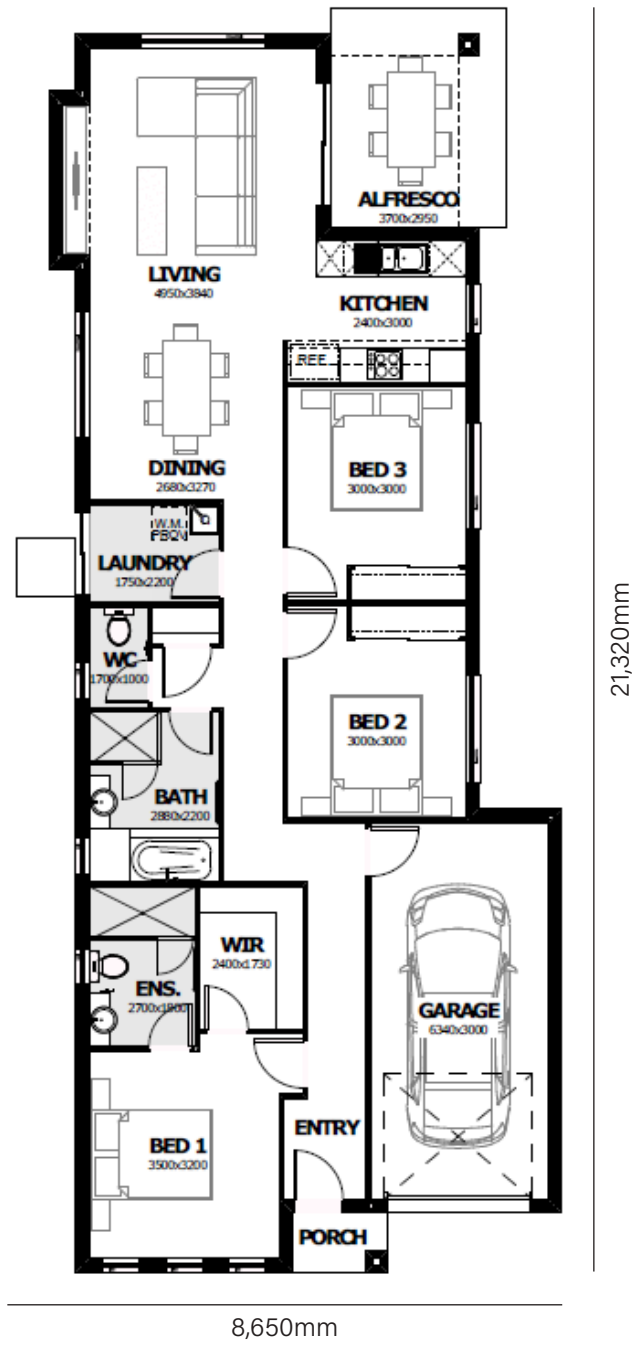 ALFRESCO
3700x2950
LIVING
4950x3840
KITCHEN
2400x3000
REF
DINING
2680x3270
BED 3
3000x3000
W.M.
LAUNDRY
1750x2200
WC
1700x1000
BED 2
3000x3000
BATH
2880x2200
WIR
2400x1730
ENS.
2700x1800
GARAGE
6340x3000
ENTRY
BED 1
3500x3200
PORCH
21,320mm
8,650mm